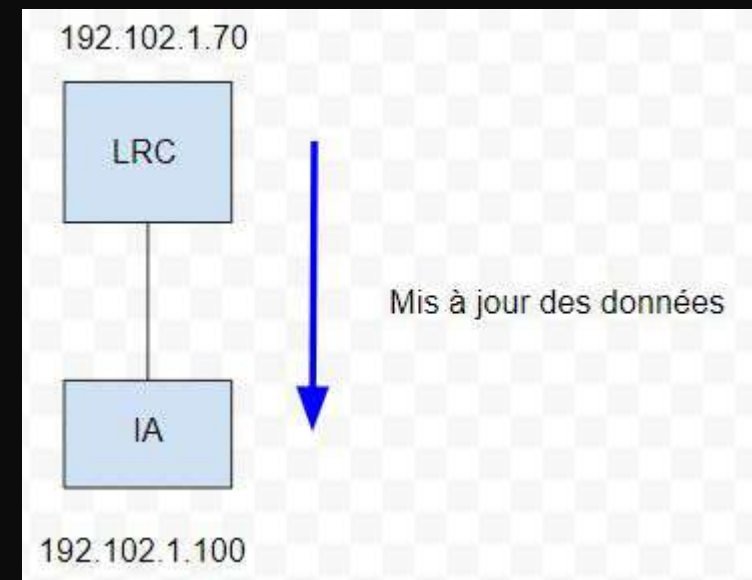 192.102.1.70
LRC
Mis à jour des données
IA
192.102.1.100